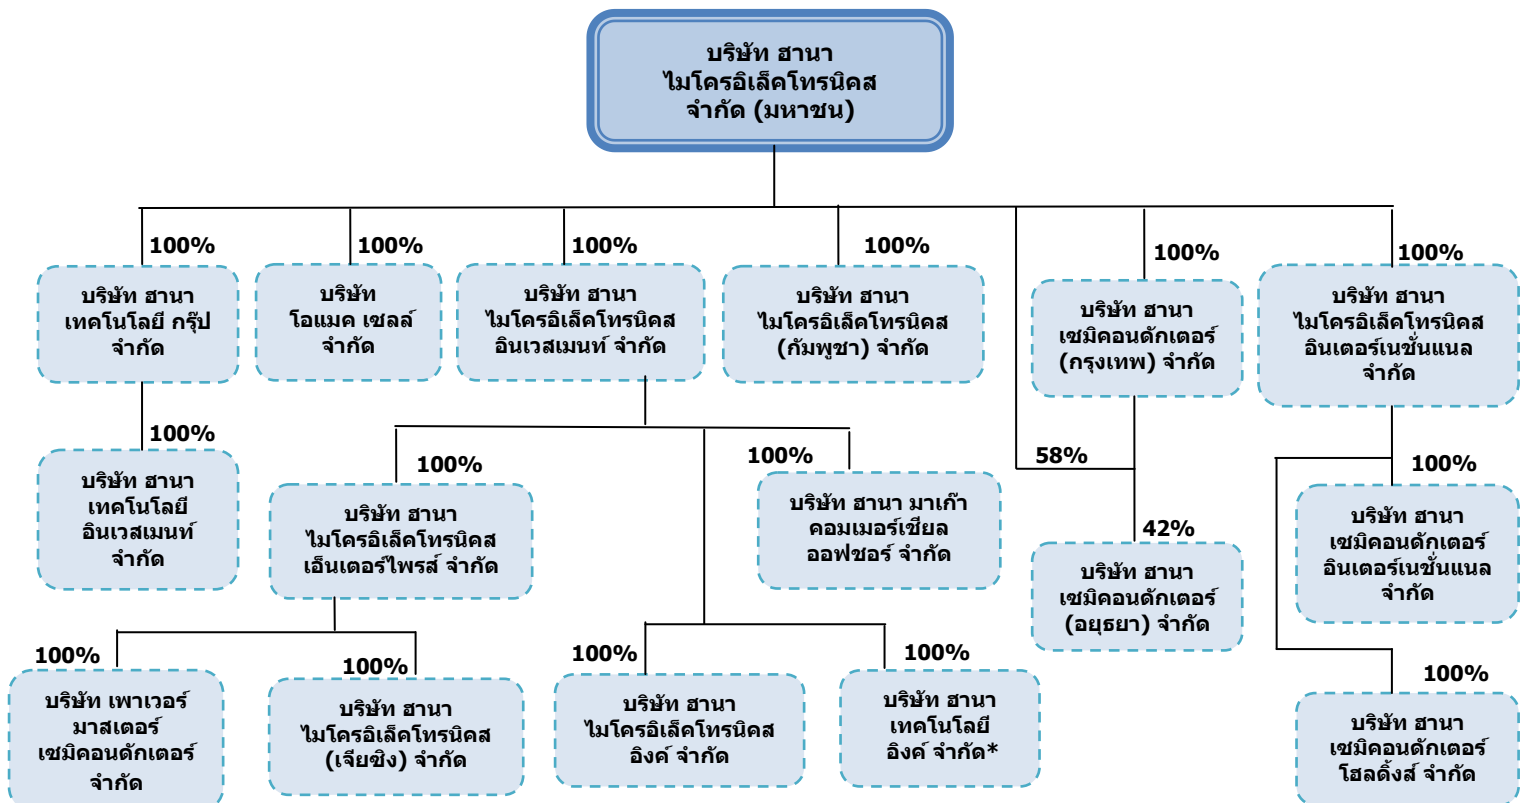 บริษัท ฮานา
ไมโครอิเล็คโทรนิคส
จำกัด (มหาชน)
100%
บริษัท ฮานา
เทคโนโลยี กรุ๊ป
จำกัด
100%
บริษัท
โอแมค เซลล์
จำกัด
100%
บริษัท ฮานา
ไมโครอิเล็คโทรนิคส
อินเวสเมนท์ จำกัด
100%
บริษัท ฮานา
ไมโครอิเล็คโทรนิคส
(กัมพูชา) จำกัด
100%
บริษัท ฮานา
เซมิคอนดักเตอร์
(กรุงเทพ) จำกัด
100%
บริษัท ฮานา
ไมโครอิเล็คโทรนิคส
อินเตอร์เนชั่นแนล
จำกัด
100%
บริษัท ฮานา
เทคโนโลยี
อินเวสเมนท์
จำกัด
100%
บริษัท ฮานา
ไมโครอิเล็คโทรนิคส
เอ็นเตอร์ไพรส์ จำกัด
100%
บริษัท ฮานา มาเก๊า
คอมเมอร์เชียล
ออฟชอร์ จำกัด
58%
42%
บริษัท ฮานา
เซมิคอนดักเตอร์
(อยุธยา) จำกัด
100%
บริษัท ฮานา
เซมิคอนดักเตอร์
อินเตอร์เนชั่นแนล
จำกัด
100%
บริษัท เพาเวอร์
มาสเตอร์
เซมิคอนดักเตอร์
จำกัด
100%
บริษัท ฮานา
ไมโครอิเล็คโทรนิคส
(เจียซิง) จำกัด
100%
บริษัท ฮานา
ไมโครอิเล็คโทรนิคส
อิงค์ จำกัด
100%
บริษัท ฮานา
เทคโนโลยี
อิงค์ จำกัด*
100%
บริษัท ฮานา
เซมิคอนดักเตอร์
โฮลดิ้งส์ จำกัด